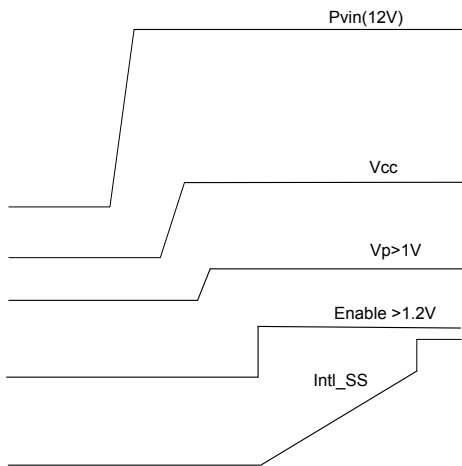 Pvin(12V)
Vcc
Vp>1V
Enable >1.2V
Intl_SS